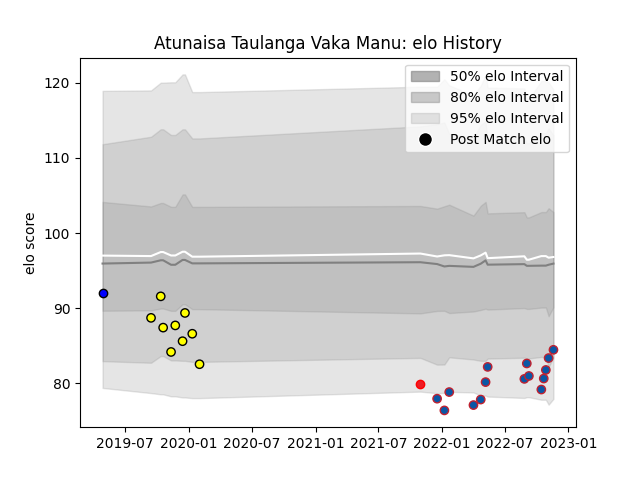 Atunaisa Taulanga Vaka Manu: elo History
50% elo Interval
80% elo Interval
95% elo Interval
Post Match elo
elo score
120
110
100
90
80
2019-07 2020-01 2020-07 2021-01 2021-07 2022-01 2022-07 2023-01